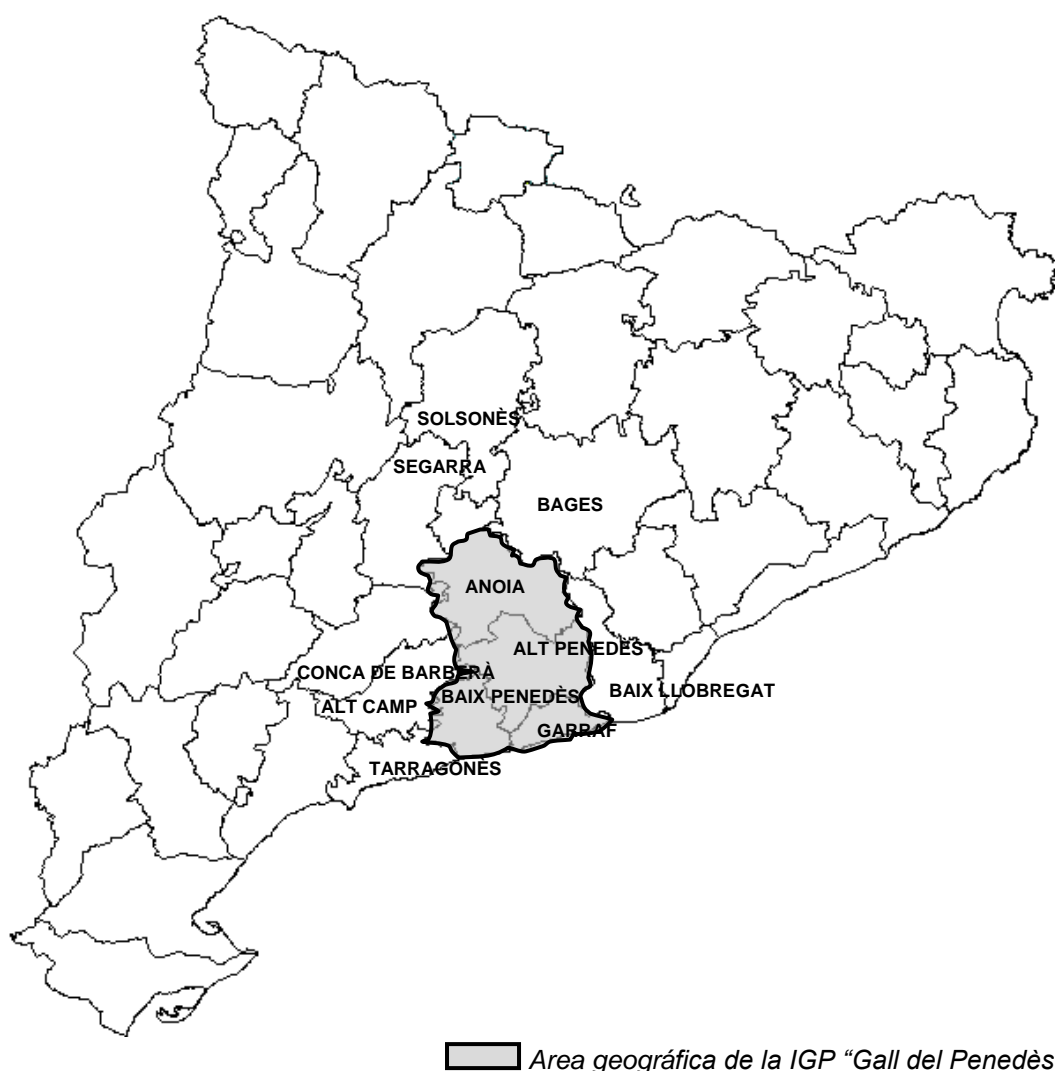 SOLSONÈS
SEGARRA
BAGES
ANOIA
ALT PENEDÈS
CONCA DE BARBERÀ
BAIX LLOBREGAT
BAIX PENEDÈS
ALT CAMP
GARRAF
TARRAGONÈS
Area geográfica de la IGP “Gall del Penedès